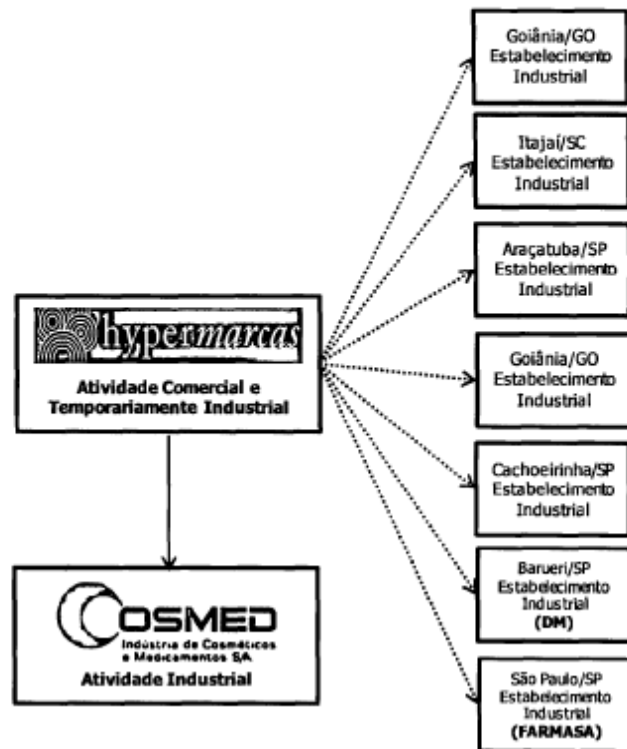 Goiânia/GO
Estabelecimento
Industrial
Itajaí/SC
Estabelecimento
Industrial
Araçatuba/SP
Estabelecimento
Industrial
hypermarcas
Atividade Comercial e
Temporariamente Industrial
Goiânia/GO
Estabelecimento
Industrial
Cachoeirinha/SP
Estabelecimento
Industrial
Barueri/SP
Estabelecimento
Industrial
(DM)
COSMED
Indústria de Cosméticos
e Medicamentos S/A
Atividade Industrial
São Paulo/SP
Estabelecimento
Industrial
(FARMASA)